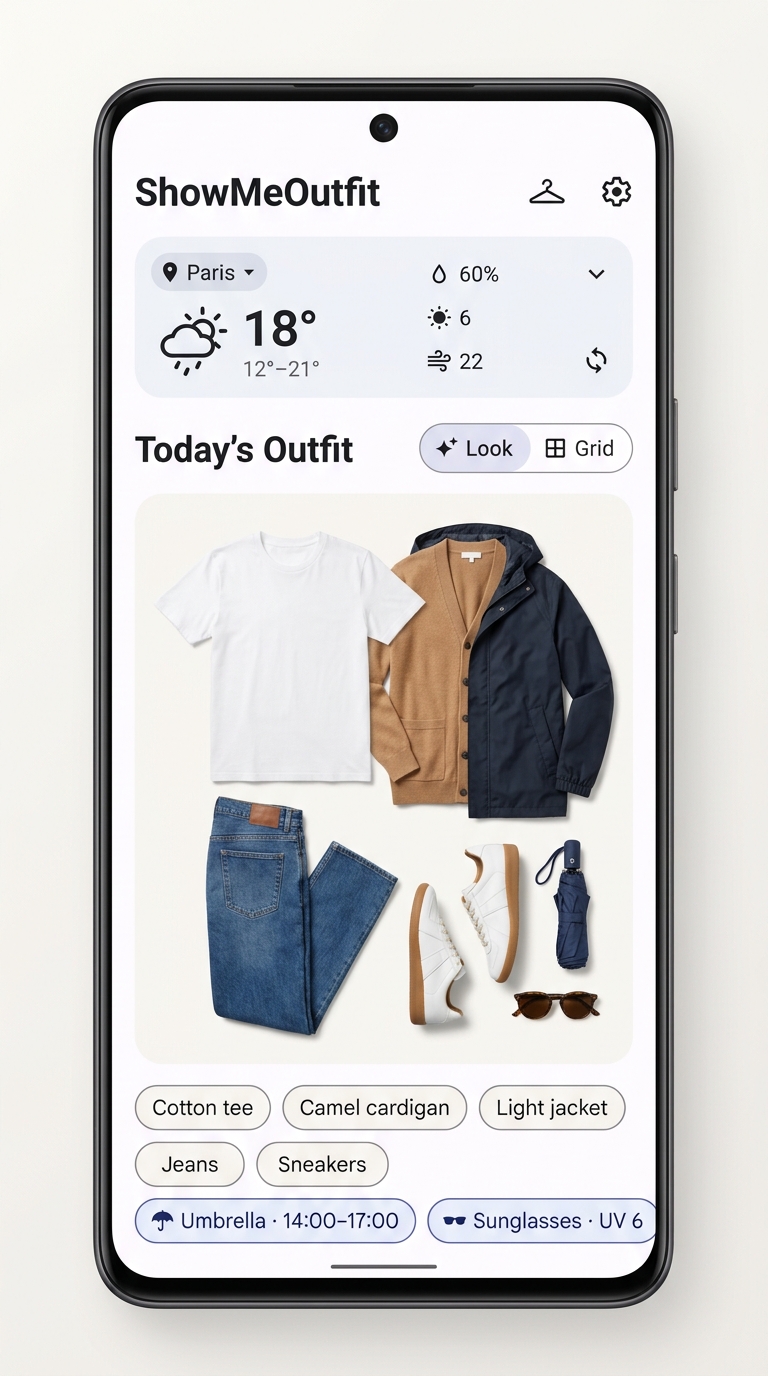 ShowMeOutfit
Paris
60%
18°
6
12°–21°
22
Today’s Outfit
Look
Grid
Cotton tee
Camel cardigan
Light jacket
Jeans
Sneakers
Umbrella · 14:00–17:00
Sunglasses · UV 6